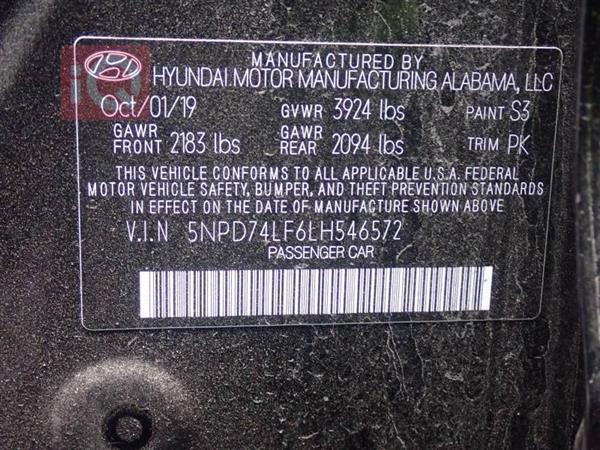 MANUFACTURED BY
HYUNDAI MOTOR MANUFACTURING ALABAMA, LLC
Oct/01/19 GVWR 3924 lbs PAINT S3
GAWR FRONT 2183 lbs GAWR REAR 2094 lbs TRIM PK
THIS VEHICLE CONFORMS TO ALL APPLICABLE U.S.A. FEDERAL
MOTOR VEHICLE SAFETY, BUMPER, AND THEFT PREVENTION STANDARDS
IN EFFECT ON THE DATE OF MANUFACTURE SHOWN ABOVE
V.I.N 5NPD74LF6LH546572
PASSENGER CAR